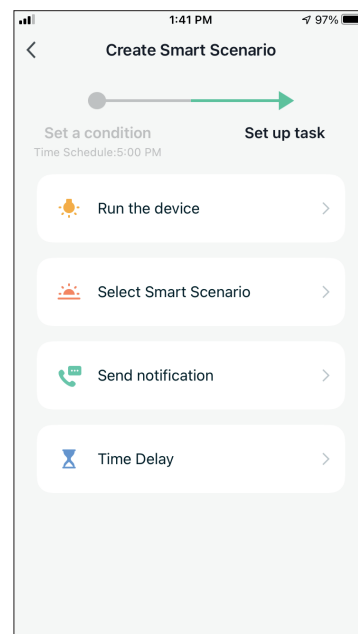 1:41 PM
97%
Create Smart Scenario
Set a condition
Set up task
Time Schedule:5:00 PM
Run the device
Select Smart Scenario
Send notification
Time Delay